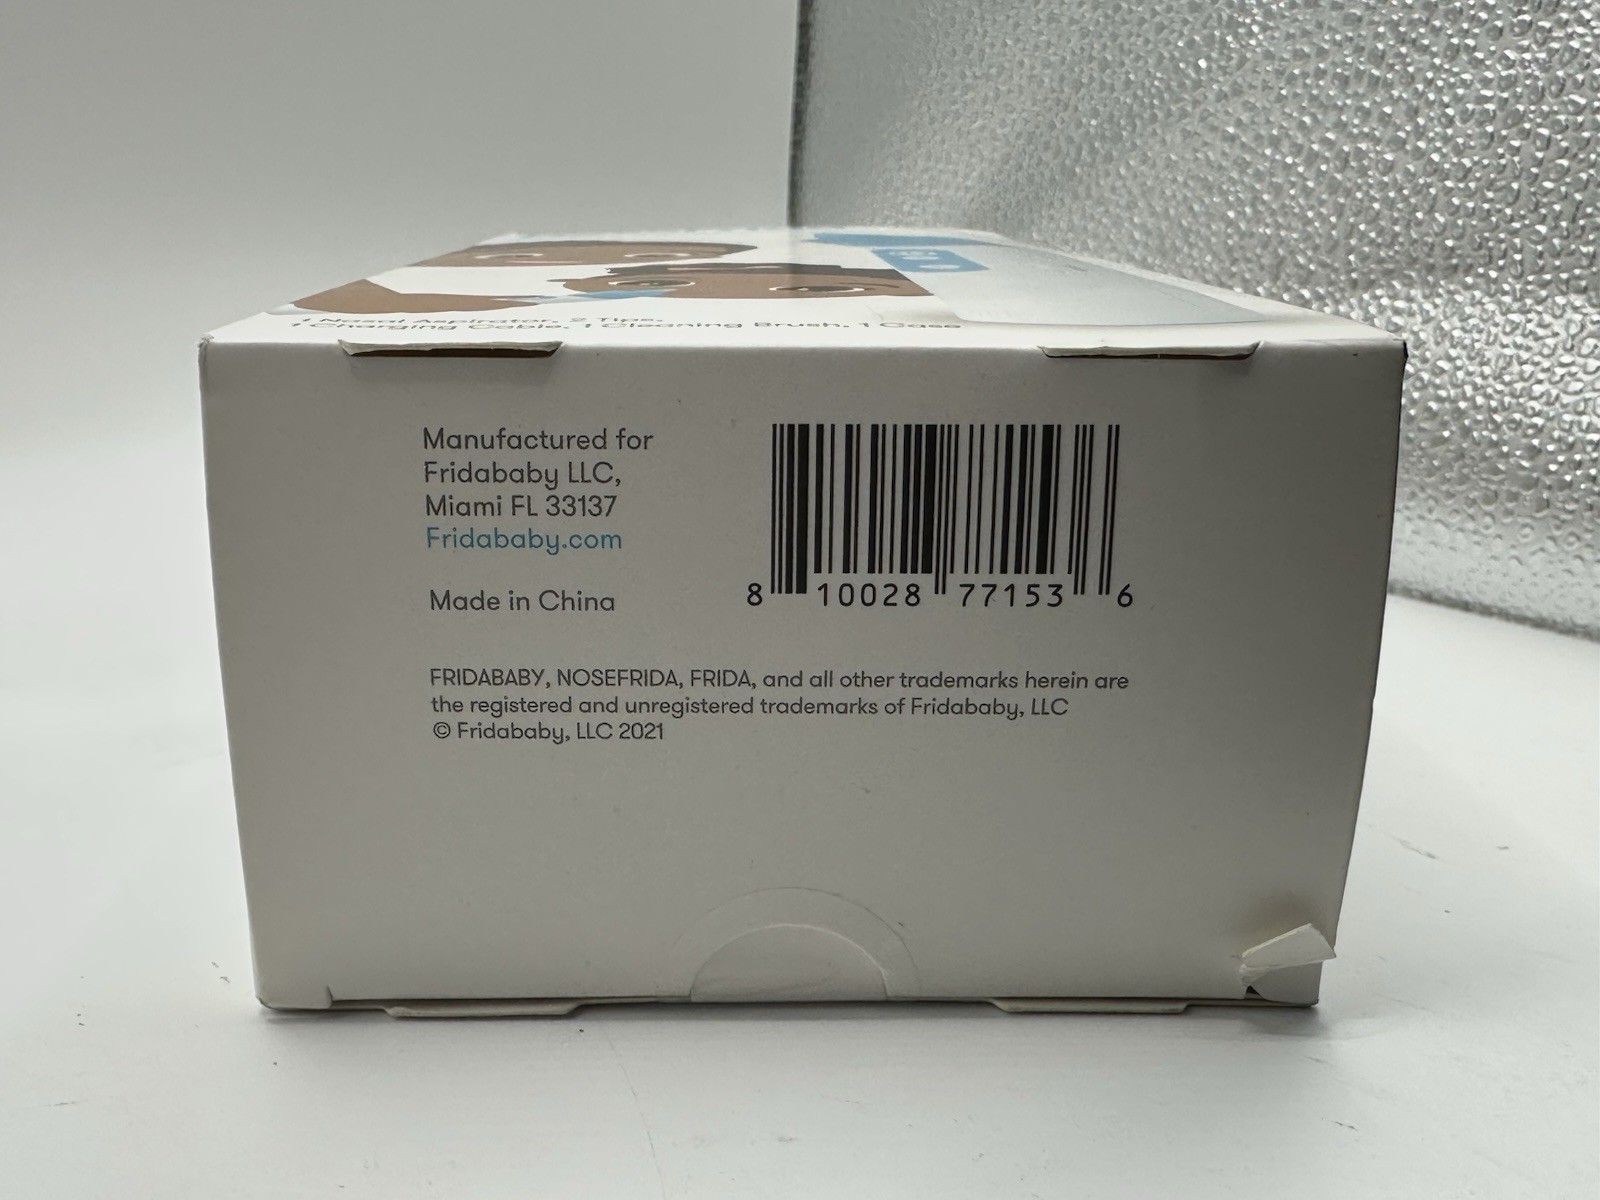 1 Nasal Aspirator, 2 Tips,
1 Charging Cable, 1 Cleaning Brush, 1 Case
Manufactured for
Fridababy LLC,
Miami FL 33137
Fridababy.com
Made in China
8 10028 77153 6
FRIDABABY, NOSEFRIDA, FRIDA, and all other trademarks herein are
the registered and unregistered trademarks of Fridababy, LLC
© Fridababy, LLC 2021